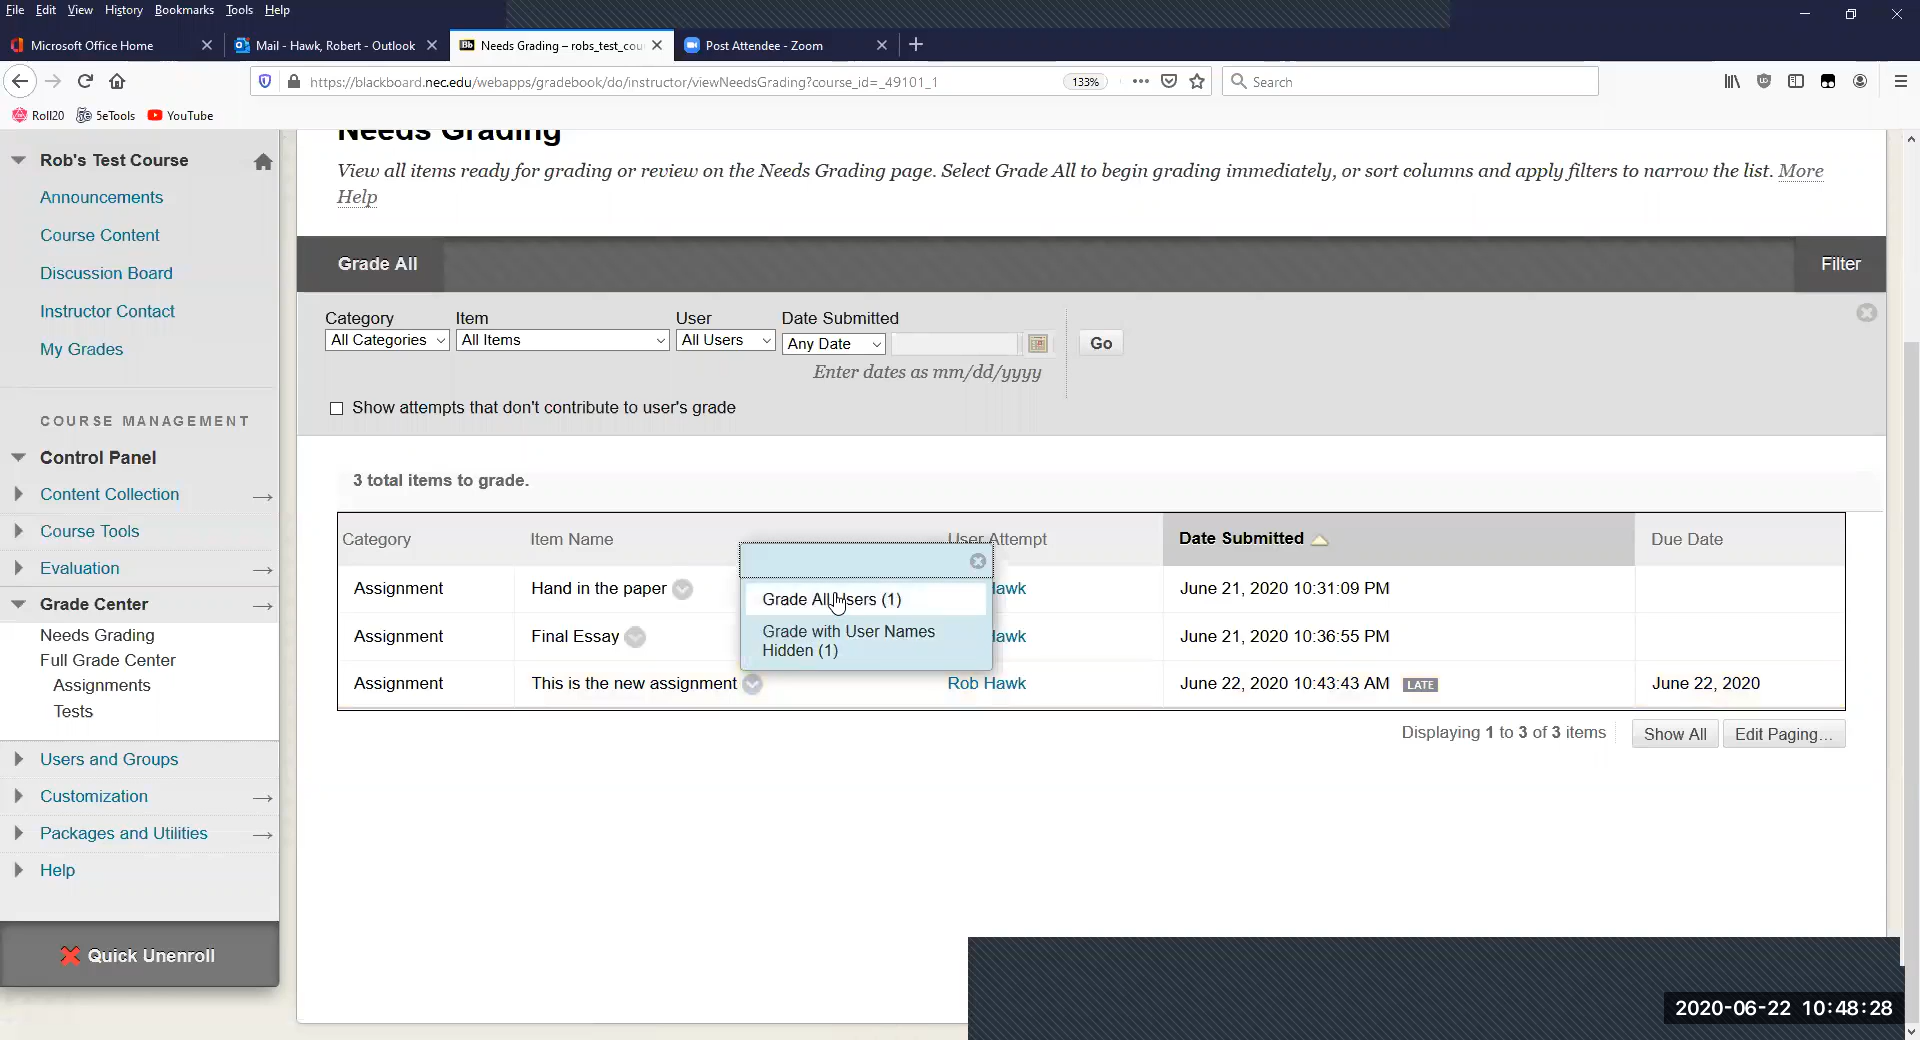 File Edit View History Bookmarks Tools Help
Microsoft Office Home
Mail - Hawk, Robert - Outlook
Needs Grading – robs_test_cou
Post Attendee - Zoom
https://blackboard.nec.edu/webapps/gradebook/do/instructor/viewNeedsGrading?course_id=_49101_1
133%
Search
Roll20 5eTools YouTube
Rob's Test Course
Announcements
Course Content
Discussion Board
Instructor Contact
My Grades
COURSE MANAGEMENT
Control Panel
Content Collection
Course Tools
Evaluation
Grade Center
Needs Grading
Full Grade Center
Assignments
Tests
Users and Groups
Customization
Packages and Utilities
Help
Quick Unenroll
Needs Grading
View all items ready for grading or review on the Needs Grading page. Select Grade All to begin grading immediately, or sort columns and apply filters to narrow the list. More
Help
Grade All Filter
Category Item User Date Submitted
All Categories All Items All Users Any Date Go
Enter dates as mm/dd/yyyy
Show attempts that don't contribute to user's grade
3 total items to grade.
Category Item Name User Attempt Date Submitted Due Date
Assignment Hand in the paper Hawk June 21, 2020 10:31:09 PM
Assignment Final Essay Hawk June 21, 2020 10:36:55 PM
Assignment This is the new assignment Rob Hawk June 22, 2020 10:43:43 AM LATE June 22, 2020
Grade All Users (1)
Grade with User Names
Hidden (1)
Displaying 1 to 3 of 3 items Show All Edit Paging...
2020-06-22 10:48:28